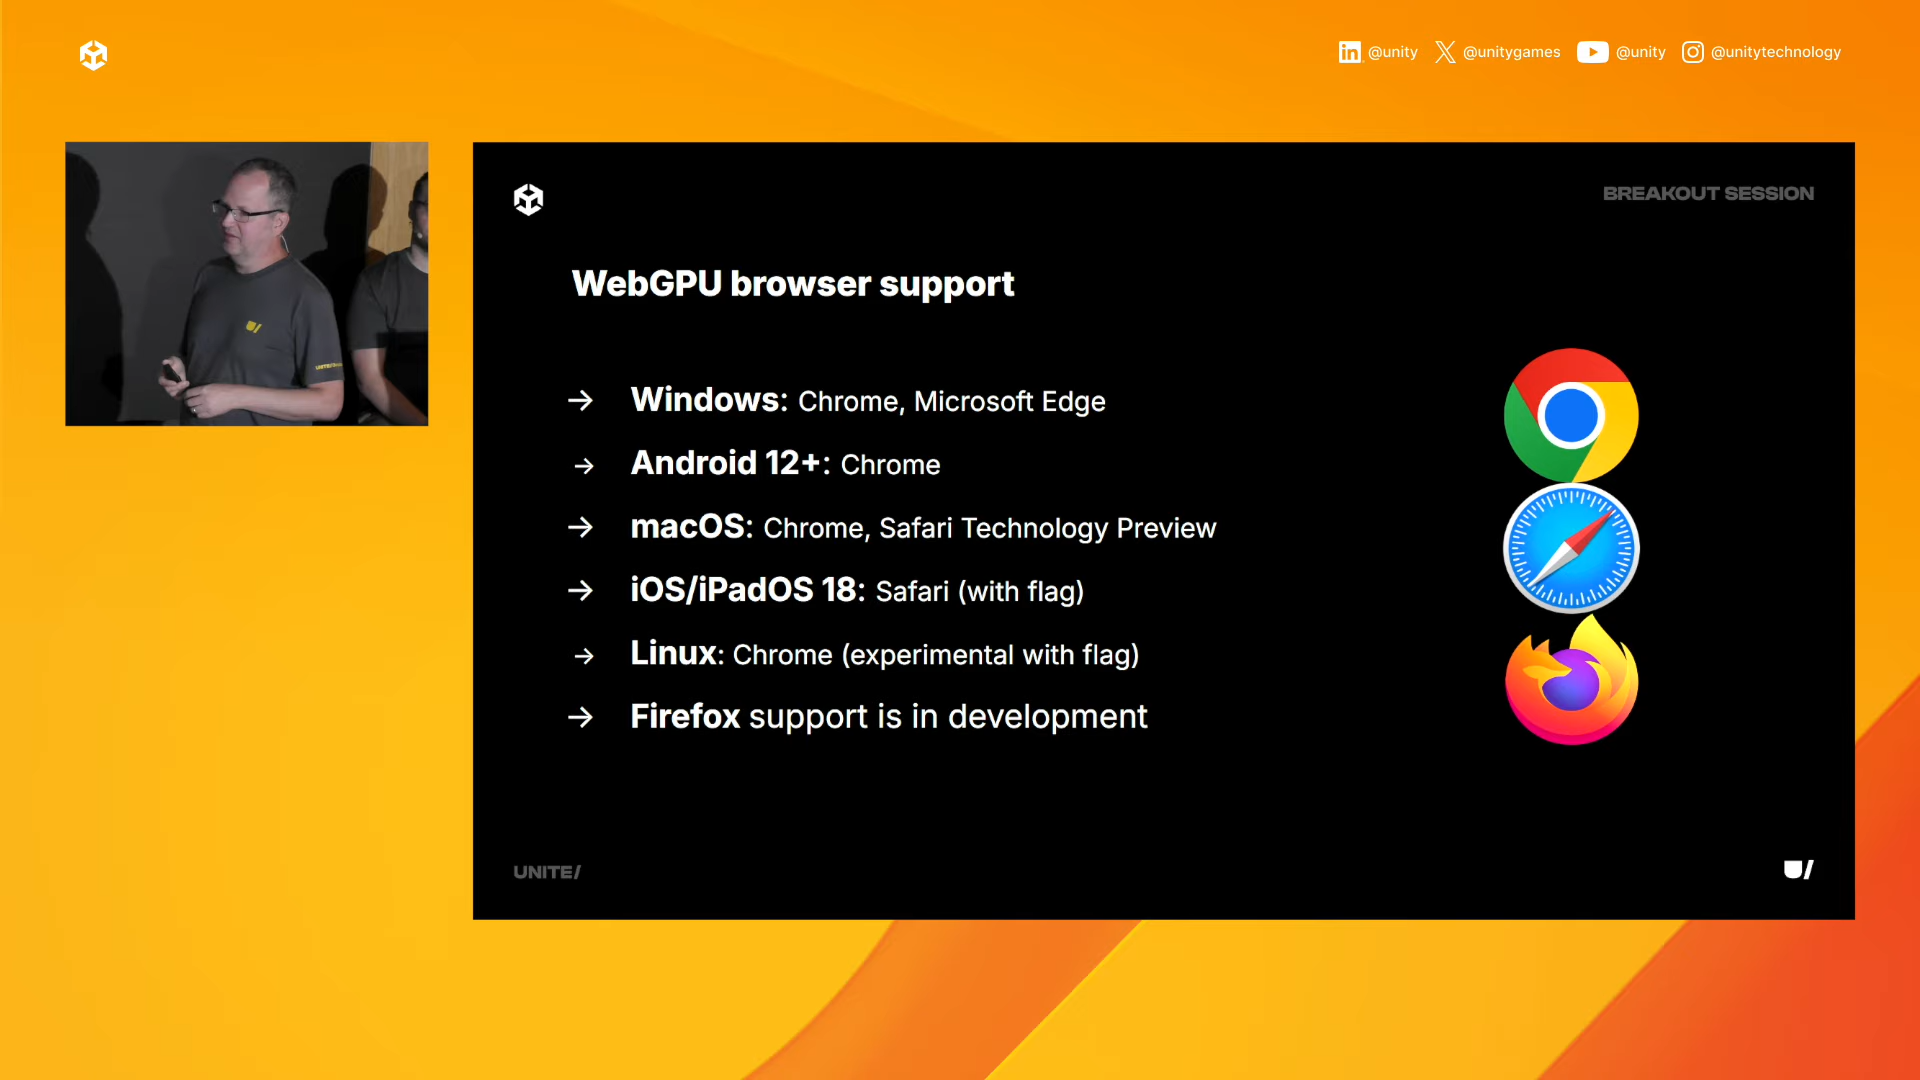 @unity
@unitygames
@unity
@unitytechnology
BREAKOUT SESSION
WebGPU browser support
→ Windows: Chrome, Microsoft Edge
→ Android 12+: Chrome
→ macOS: Chrome, Safari Technology Preview
→ iOS/iPadOS 18: Safari (with flag)
→ Linux: Chrome (experimental with flag)
→ Firefox support is in development
UNITE/
U/